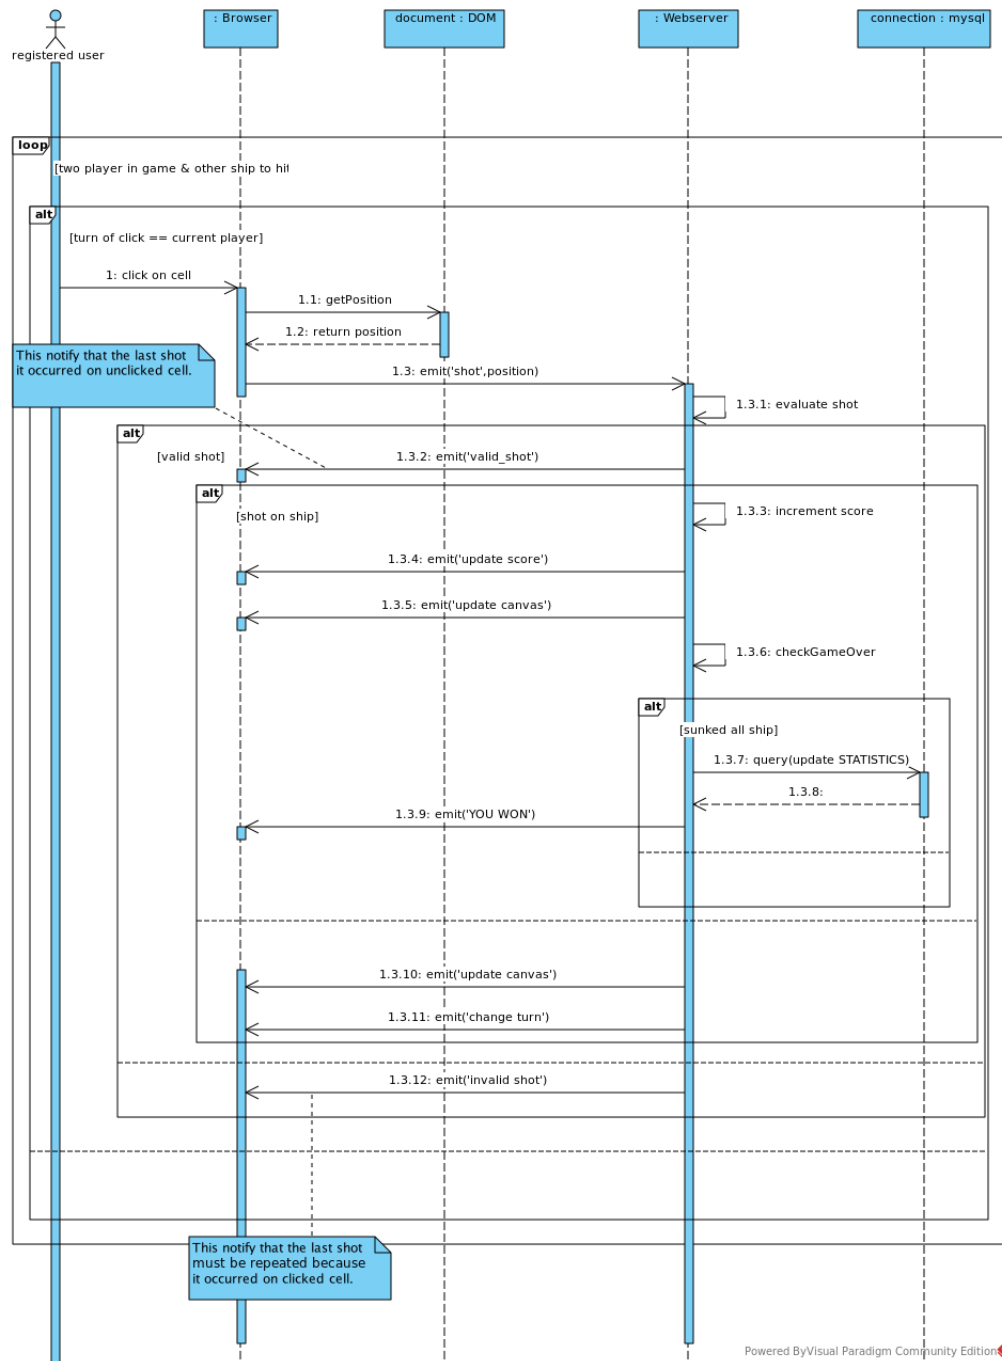 : Browser
document : DOM
: Webserver
connection : mysql
registered user
loop
[two player in game & other ship to hit
alt
[turn of click == current player]
1: click on cell
1.1: getPosition
1.2: return position
This notify that the last shot
it occurred on unclicked cell.
1.3: emit('shot',position)
1.3.1: evaluate shot
alt
[valid shot]
1.3.2: emit('valid_shot')
alt
[shot on ship]
1.3.3: increment score
1.3.4: emit('update score')
1.3.5: emit('update canvas')
1.3.6: checkGameOver
alt
[sunked all ship]
1.3.7: query(update STATISTICS)
1.3.8:
1.3.9: emit('YOU WON')
1.3.10: emit('update canvas')
1.3.11: emit('change turn')
1.3.12: emit('invalid shot')
This notify that the last shot
must be repeated because
it occurred on clicked cell.
Powered ByVisual Paradigm Community Edition